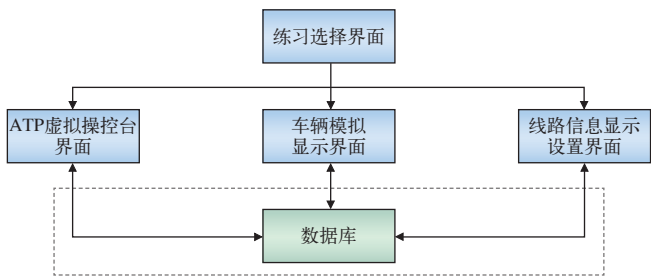 练习选择界面
ATP虚拟操控台
界面
车辆模拟
显示界面
线路信息显示
设置界面
数据库